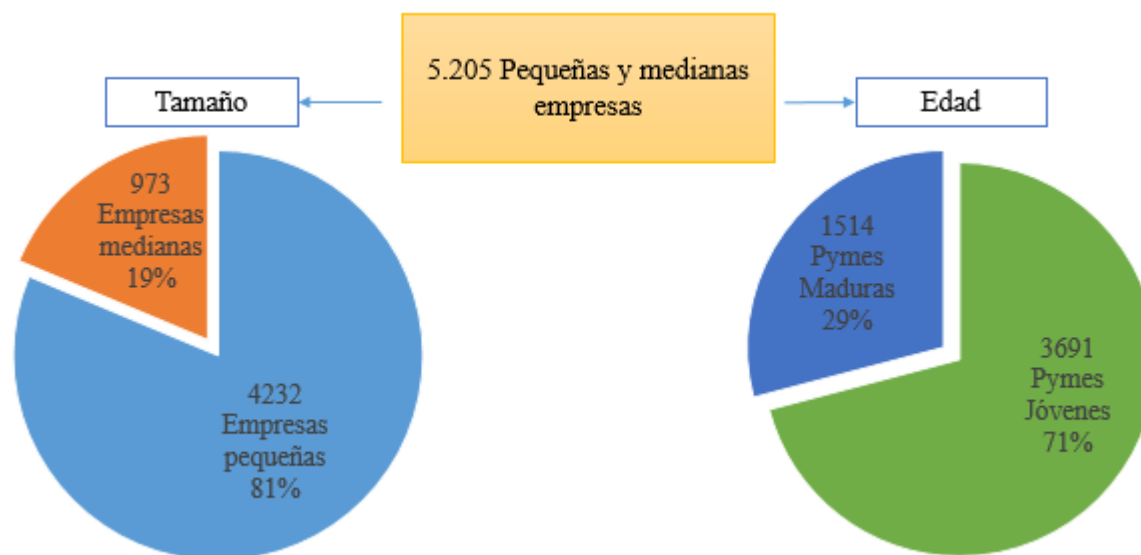 5.205 Pequeñas y medianas
empresas
Tamaño
Edad
973
Empresas
medianas
19%
4232
Empresas
pequeñas
81%
1514
Pymes
Maduras
29%
3691
Pymes
Jóvenes
71%